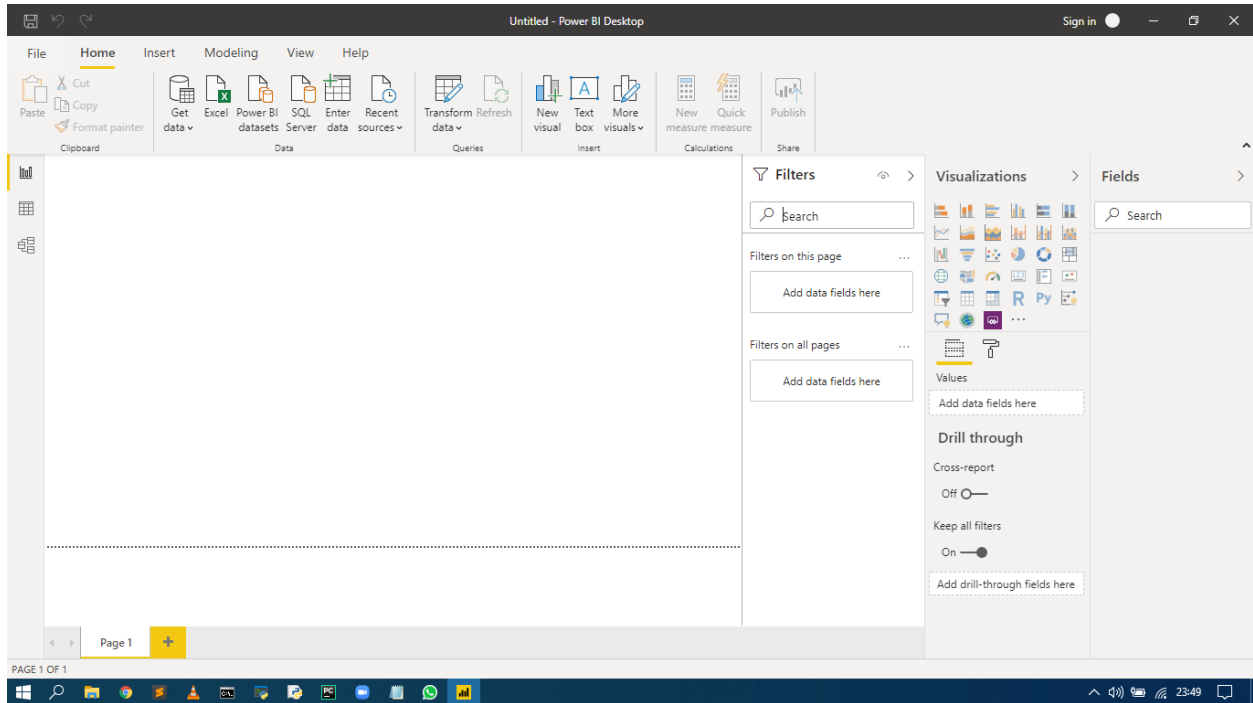 Untitled - Power BI Desktop
Sign in
File Home Insert Modeling View Help
Paste
Cut
Copy
Format painter
Clipboard
Get data
Excel
Power BI datasets
SQL Server
Enter data
Recent sources
Data
Transform data
Refresh
Queries
New visual
Text box
More visuals
Insert
New measure
Quick measure
Calculations
Publish
Share
Filters
Search
Filters on this page
Add data fields here
Filters on all pages
Add data fields here
Visualizations
R Py
Values
Add data fields here
Drill through
Cross-report
Off
Keep all filters
On
Add drill-through fields here
Fields
Search
Page 1
PAGE 1 OF 1
23:49